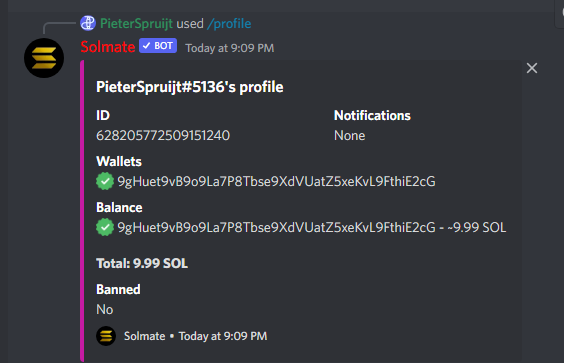 PieterSpruijt used /profile
Solmate ✓ BOT Today at 9:09 PM
PieterSpruijt#5136's profile
ID Notifications
628205772509151240 None
Wallets
9gHuet9vB9o9La7P8Tbse9XdVUatZ5xeKvL9FthiE2cG
Balance
9gHuet9vB9o9La7P8Tbse9XdVUatZ5xeKvL9FthiE2cG - ~9.99 SOL
Total: 9.99 SOL
Banned
No
Solmate • Today at 9:09 PM